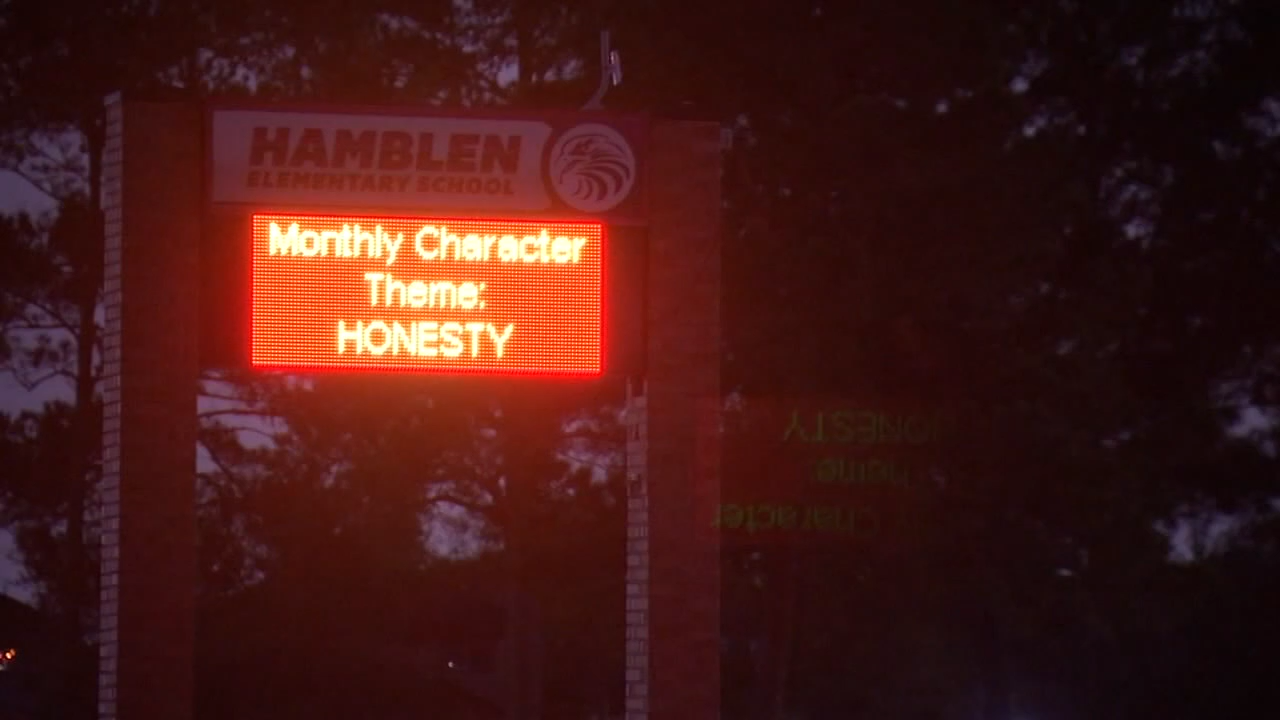 HAMBLEN
ELEMENTARY SCHOOL
Monthly Character
Theme:
HONESTY